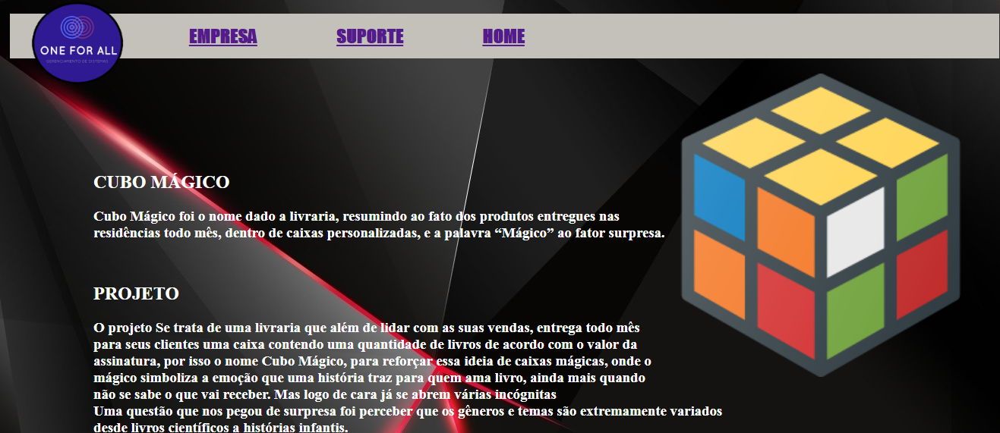 ONE FOR ALL
GERENCIAMENTO DE SISTEMAS
EMPRESA SUPORTE HOME
CUBO MÁGICO
Cubo Mágico foi o nome dado a livraria, resumindo ao fato dos produtos entregues nas
residências todo mês, dentro de caixas personalizadas, e a palavra “Mágico” ao fator surpresa.
PROJETO
O projeto Se trata de uma livraria que além de lidar com as suas vendas, entrega todo mês
para seus clientes uma caixa contendo uma quantidade de livros de acordo com o valor da
assinatura, por isso o nome Cubo Mágico, para reforçar essa ideia de caixas mágicas, onde o
mágico simboliza a emoção que uma história traz para quem ama livro, ainda mais quando
não se sabe o que vai receber. Mas logo de cara já se abrem várias incógnitas
Uma questão que nos pegou de surpresa foi perceber que os gêneros e temas são extremamente variados
desde livros científicos a histórias infantis.